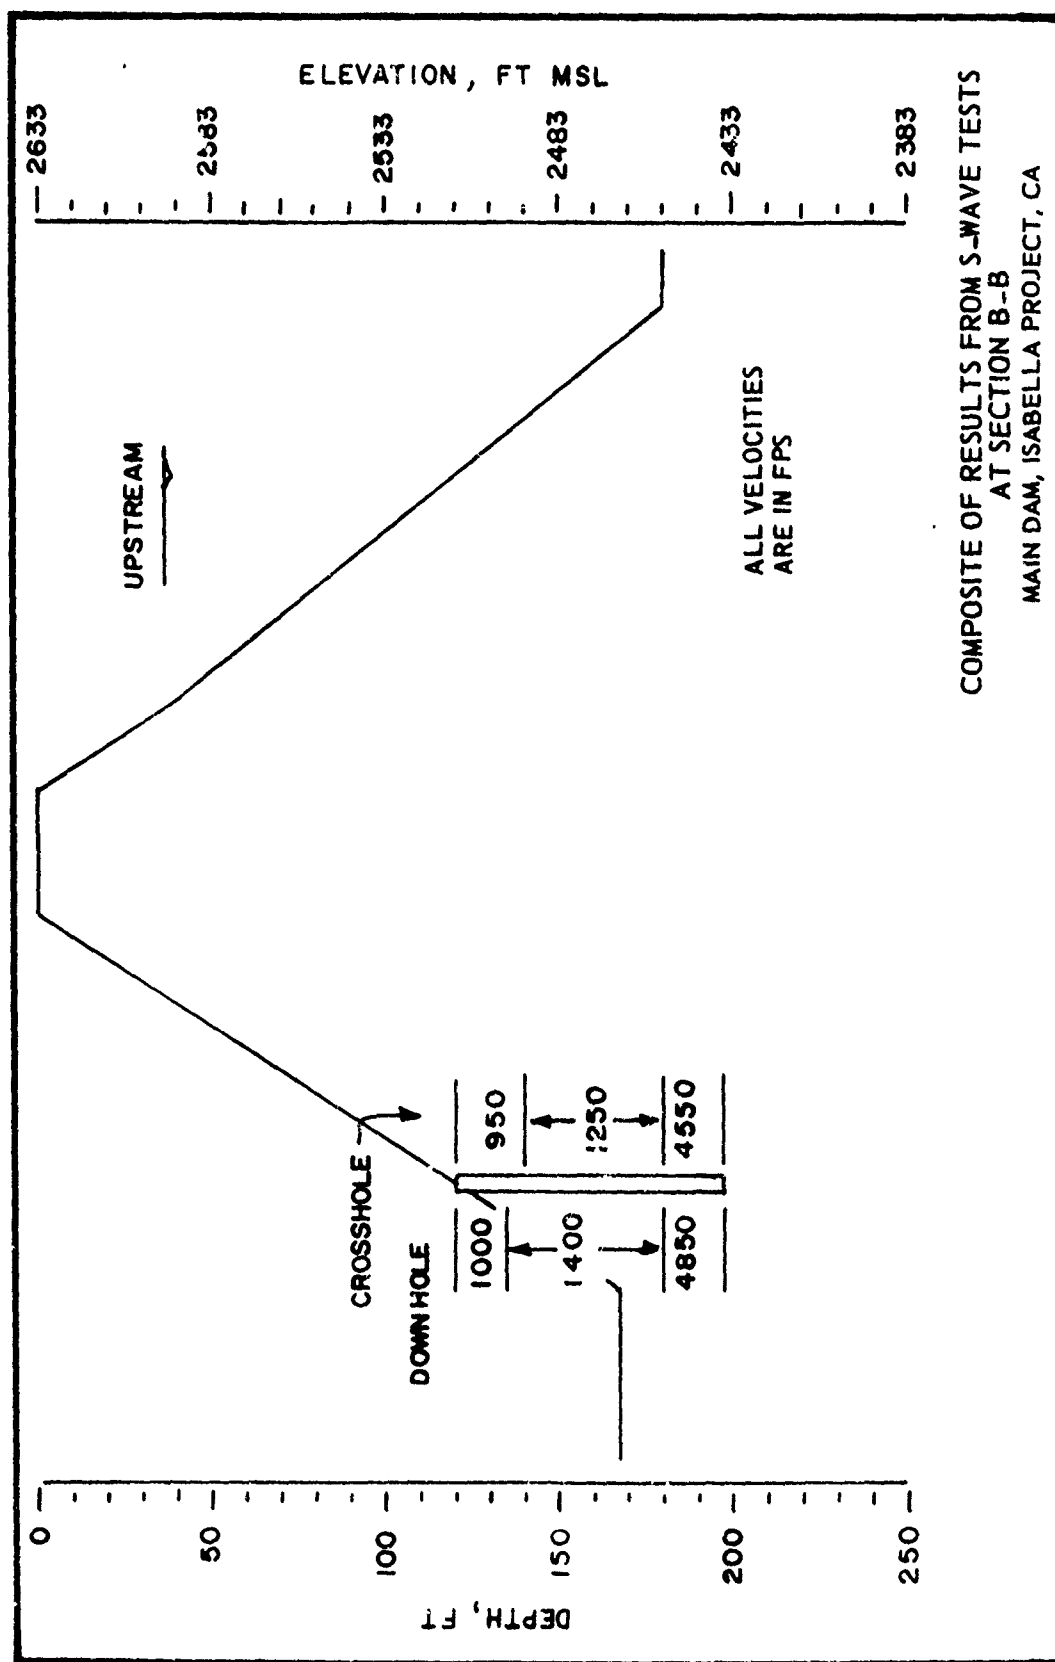 ELEVATION, FT MSL
2633
2583
2533
2483
2433
2383
UPSTREAM
ALL VELOCITIES
ARE IN FPS
CROSSHOLE
DOWNHOLE
950
1250
4550
1000
1400
4850
0
50
100
150
200
250
DEPTH, FT
COMPOSITE OF RESULTS FROM S-WAVE TESTS
AT SECTION B-B
MAIN DAM, ISABELLA PROJECT, CA